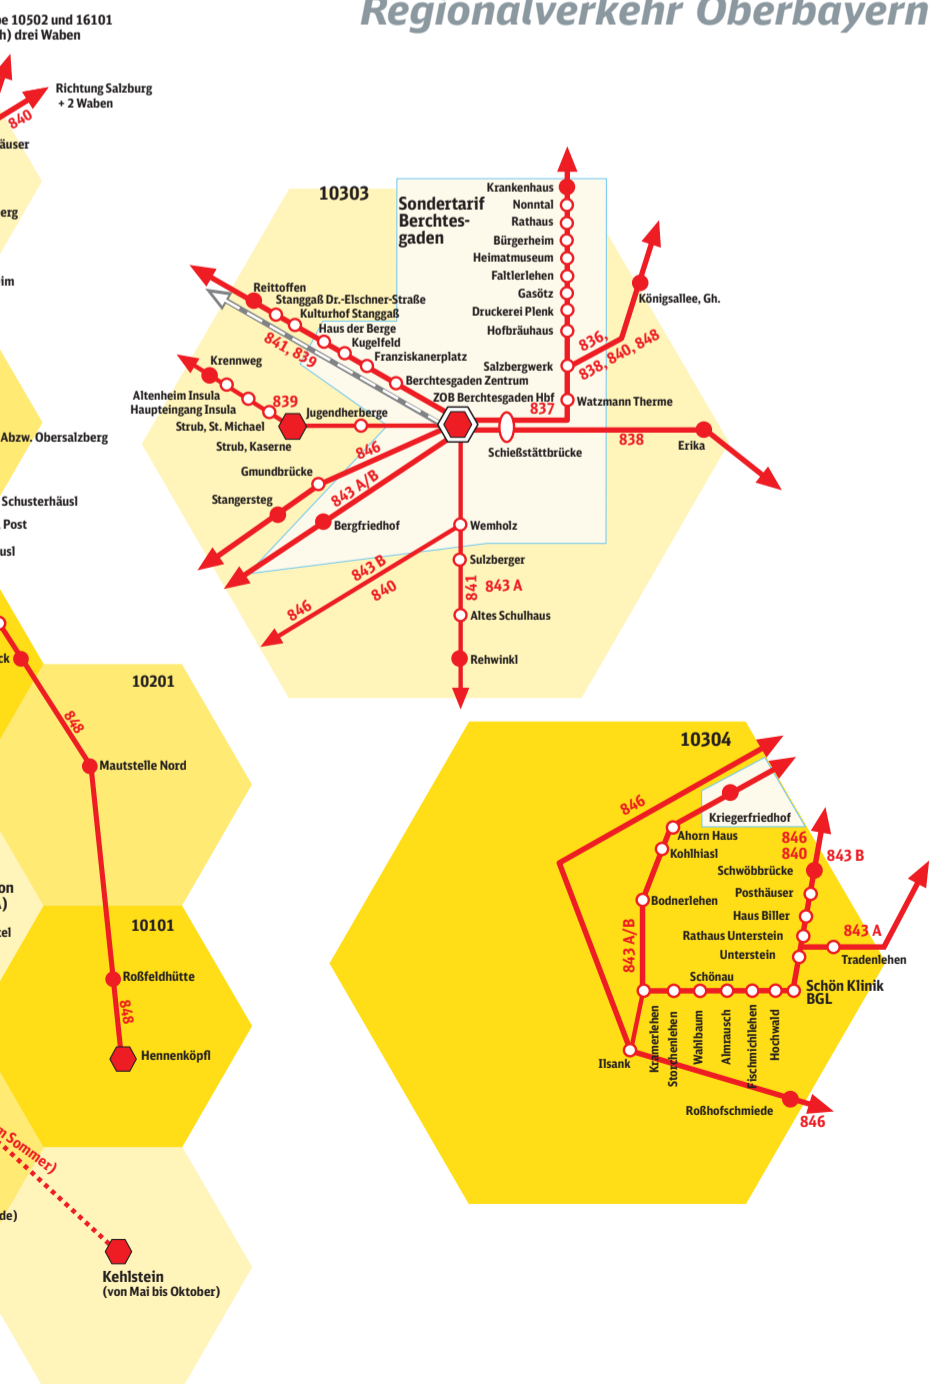 Regionalverkehr Oberbayern
be 10502 und 16101
h) drei Waben
Richtung Salzburg
+ 2 Waben
840
äuser
erg
im
Abzw. Obersalzberg
Schusterhäusl
Post
usl
ck
10303
Sondertarif
Berchtes-
gaden
Krankenhaus
Nonntal
Rathaus
Bürgerheim
Heimatmuseum
Faltlerlehen
Gasötz
Druckerei Plenk
Hofbräuhaus
Salzbergwerk
Watzmann Therme
836,
838, 840, 848
Königsallee, Gh.
Reittoffen
Stanggaß Dr.-Elschner-Straße
Kulturhof Stanggaß
Haus der Berge
Kugelfeld
Franziskanerplatz
Berchtesgaden Zentrum
ZOB Berchtesgaden Hbf
841, 839
837
Krennweg
Altenheim Insula
Haupteingang Insula
839
Strub, St. Michael
Jugendherberge
Strub, Kaserne
Schießstättbrücke
838
Erika
846
Gmundbrücke
843 A/B
Stangersteg
Bergfriedhof
Wemholz
843 B
846
840
Sulzberger
841
843 A
Altes Schulhaus
Rehwinkl
10201
848
Mautstelle Nord
10101
Roßfeldhütte
848
Hennenköpfl
on
A)
tel
m Sommer)
de)
Kehlstein
(von Mai bis Oktober)
10304
846
Kriegerfriedhof
Ahorn Haus
Kohlhiasl
846
840
843 B
Schwöbbrücke
Bodnerlehen
Posthäuser
Haus Biller
843 A/B
Rathaus Unterstein
843 A
Unterstein
Tradenlehen
Schönau
Schön Klinik
BGL
Kramerlehen
Storchenlehen
Wahlbaum
Almrausch
Fischmichllehen
Hochwald
Ilsank
Roßhofschmiede
846